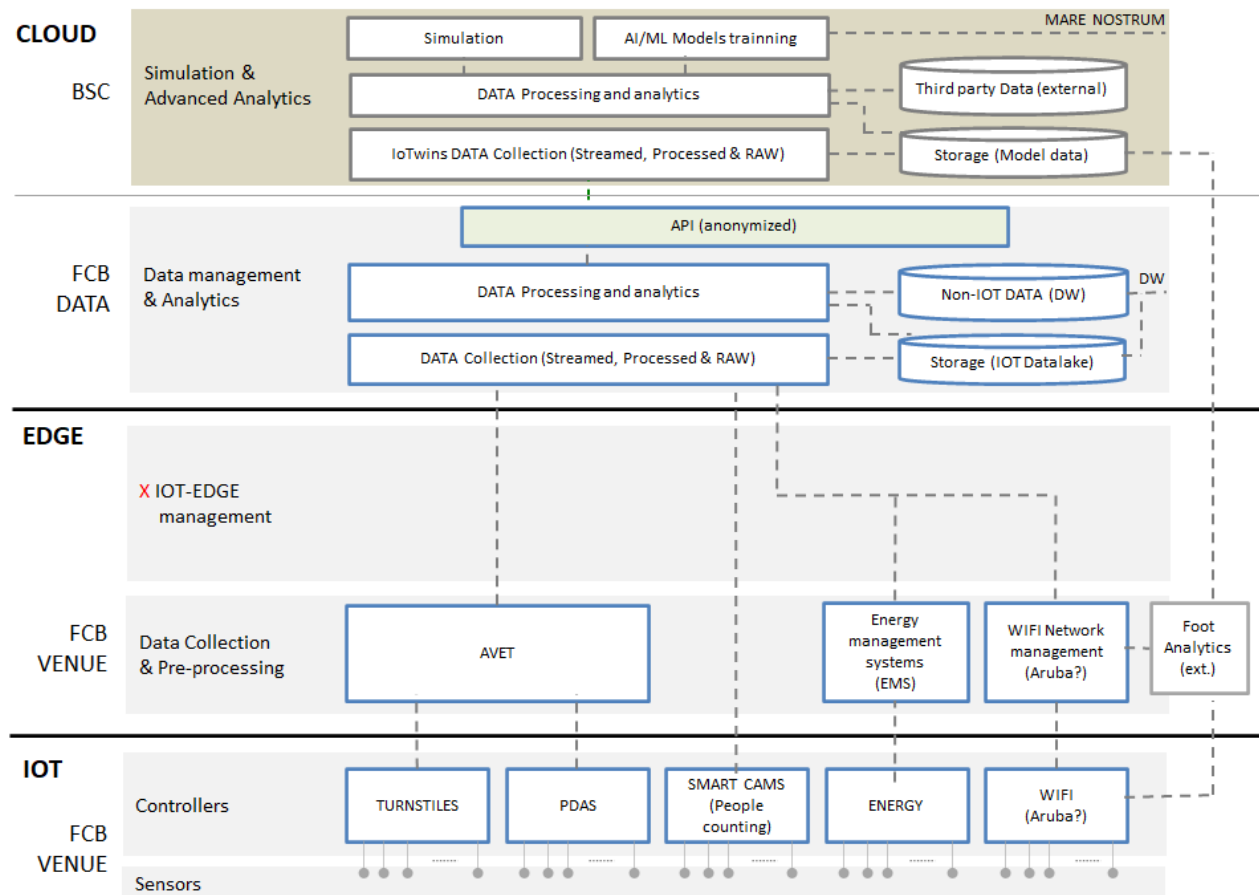 CLOUD
BSC
Simulation &
Advanced Analytics
Simulation
AI/ML Models trainning
MARE NOSTRUM
DATA Processing and analytics
Third party Data (external)
IoTwins DATA Collection (Streamed, Processed & RAW)
Storage (Model data)
API (anonymized)
FCB
DATA
Data management
& Analytics
DATA Processing and analytics
Non-IOT DATA (DW)
DW
DATA Collection (Streamed, Processed & RAW)
Storage (IOT Datalake)
EDGE
X IOT-EDGE
management
FCB
VENUE
Data Collection
& Pre-processing
AVET
Energy
management
systems
(EMS)
WIFI Network
management
(Aruba?)
Foot
Analytics
(ext.)
IOT
Controllers
FCB
VENUE
TURNSTILES
PDAS
SMART CAMS
(People
counting)
ENERGY
WIFI
(Aruba?)
Sensors